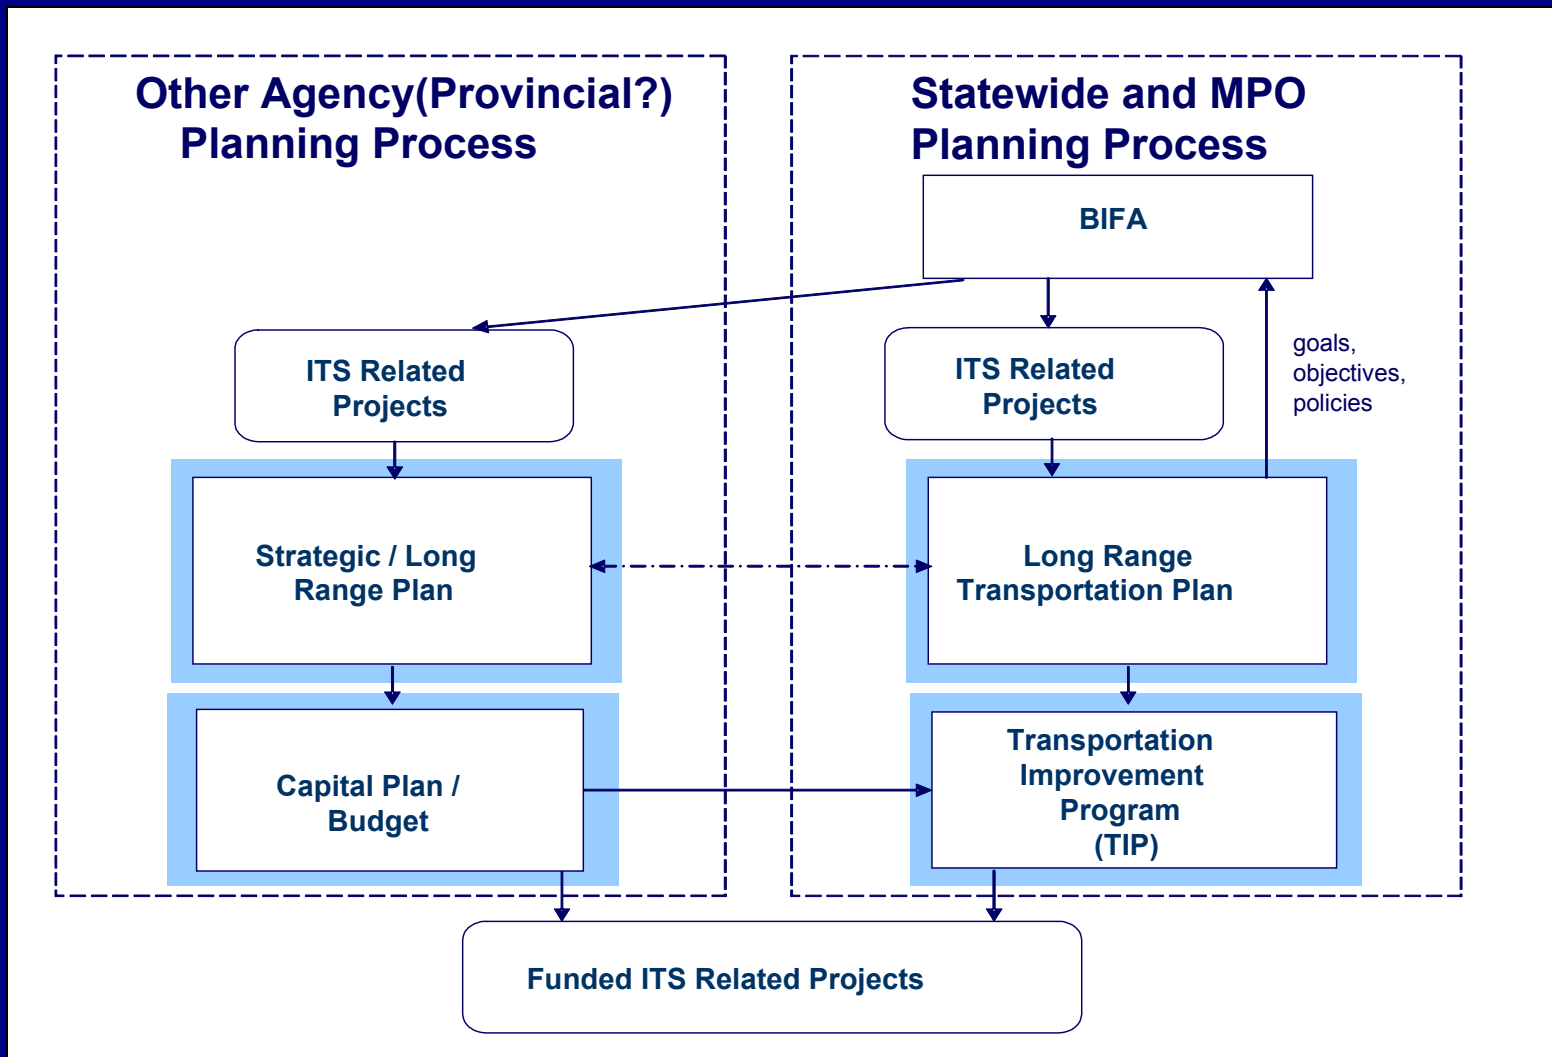 Other Agency(Provincial?)
Planning Process
Statewide and MPO
Planning Process
BIFA
ITS Related
Projects
ITS Related
Projects
goals,
objectives,
policies
Strategic / Long
Range Plan
Long Range
Transportation Plan
Capital Plan /
Budget
Transportation
Improvement
Program
(TIP)
Funded ITS Related Projects